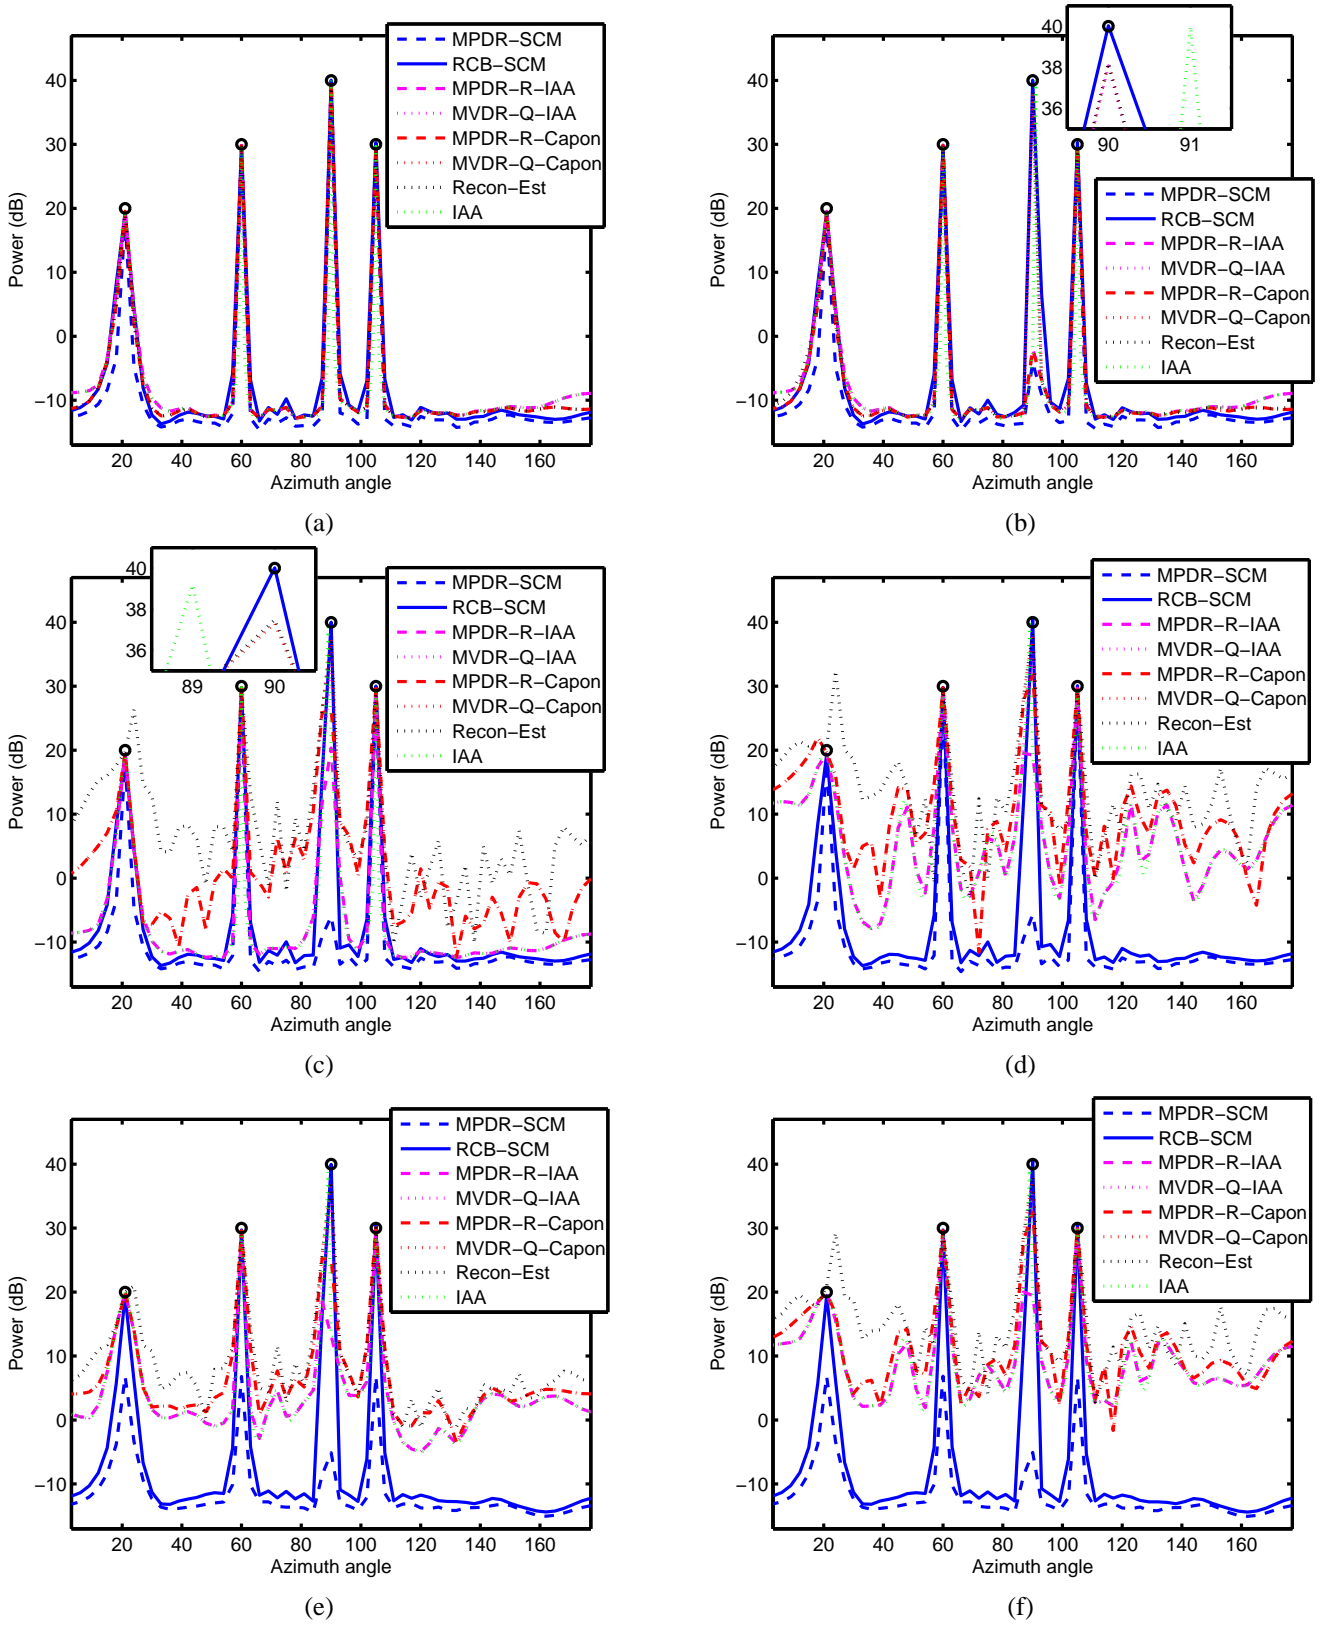 40
30
20
10
0
−10
Power (dB)
20 40 60 80 100 120 140 160
Azimuth angle
MPDR−SCM
RCB−SCM
MPDR−R−IAA
MVDR−Q−IAA
MPDR−R−Capon
MVDR−Q−Capon
Recon−Est
IAA
(a)
40
38
36
90 91
40
30
20
10
0
−10
Power (dB)
20 40 60 80 100 120 140 160
Azimuth angle
MPDR−SCM
RCB−SCM
MPDR−R−IAA
MVDR−Q−IAA
MPDR−R−Capon
MVDR−Q−Capon
Recon−Est
IAA
(b)
40
38
36
89 90
40
30
20
10
0
−10
Power (dB)
20 40 60 80 100 120 140 160
Azimuth angle
MPDR−SCM
RCB−SCM
MPDR−R−IAA
MVDR−Q−IAA
MPDR−R−Capon
MVDR−Q−Capon
Recon−Est
IAA
(c)
40
30
20
10
0
−10
Power (dB)
20 40 60 80 100 120 140 160
Azimuth angle
MPDR−SCM
RCB−SCM
MPDR−R−IAA
MVDR−Q−IAA
MPDR−R−Capon
MVDR−Q−Capon
Recon−Est
IAA
(d)
40
30
20
10
0
−10
Power (dB)
20 40 60 80 100 120 140 160
Azimuth angle
MPDR−SCM
RCB−SCM
MPDR−R−IAA
MVDR−Q−IAA
MPDR−R−Capon
MVDR−Q−Capon
Recon−Est
IAA
(e)
40
30
20
10
0
−10
Power (dB)
20 40 60 80 100 120 140 160
Azimuth angle
MPDR−SCM
RCB−SCM
MPDR−R−IAA
MVDR−Q−IAA
MPDR−R−Capon
MVDR−Q−Capon
Recon−Est
IAA
(f)